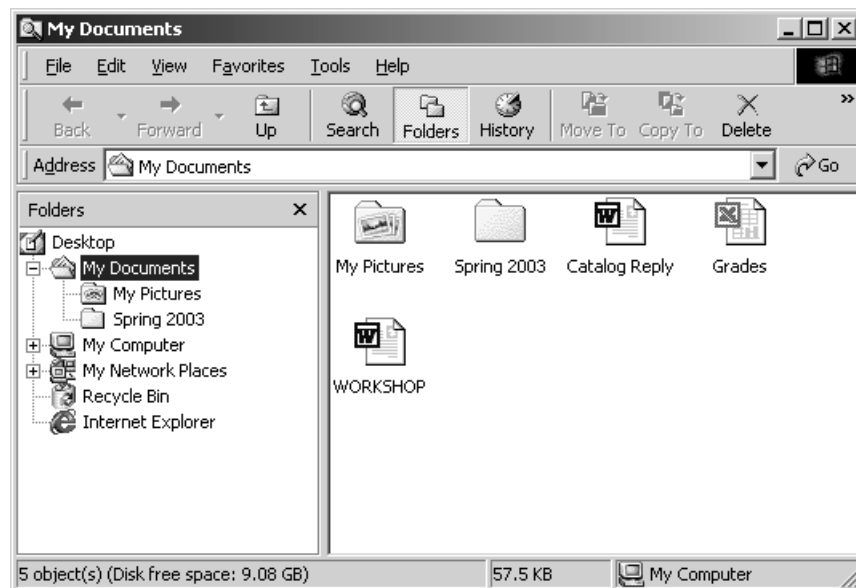 My Documents
File Edit View Favorites Tools Help
Back Forward Up Search Folders History Move To Copy To Delete »
Address My Documents Go
Folders
Desktop
My Documents
My Pictures
Spring 2003
My Computer
My Network Places
Recycle Bin
Internet Explorer
My Pictures Spring 2003 Catalog Reply Grades
WORKSHOP
5 object(s) (Disk free space: 9.08 GB) 57.5 KB My Computer